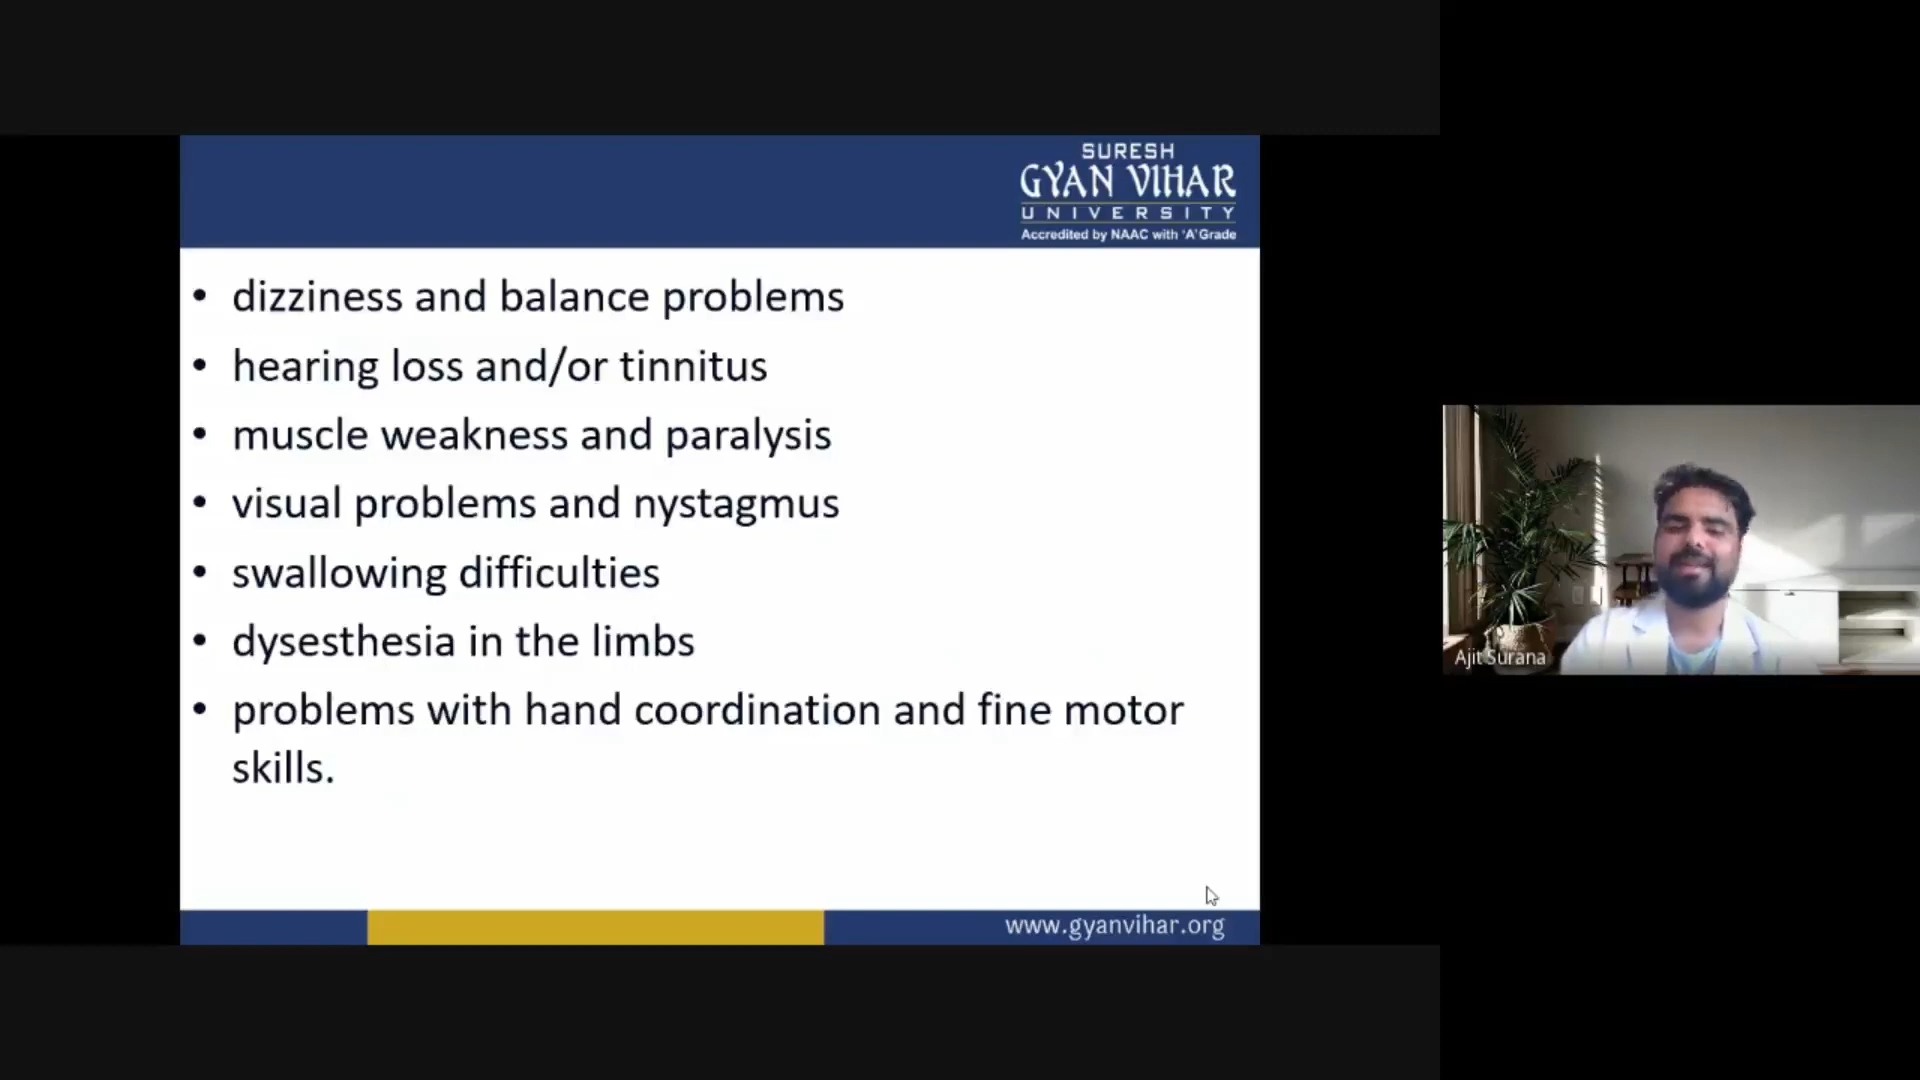 SURESH
GYAN VIHAR
UNIVERSITY
Accredited by NAAC with 'A' Grade
• dizziness and balance problems
• hearing loss and/or tinnitus
• muscle weakness and paralysis
• visual problems and nystagmus
• swallowing difficulties
• dysesthesia in the limbs
• problems with hand coordination and fine motor
skills.
www.gyanvihar.org
Ajit Surana